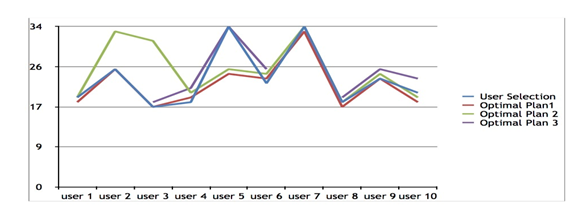 34
26
17
9
0
user 1 user 2 user 3 user 4 user 5 user 6 user 7 user 8 user 9 user 10
User Selection
Optimal Plan1
Optimal Plan 2
Optimal Plan 3